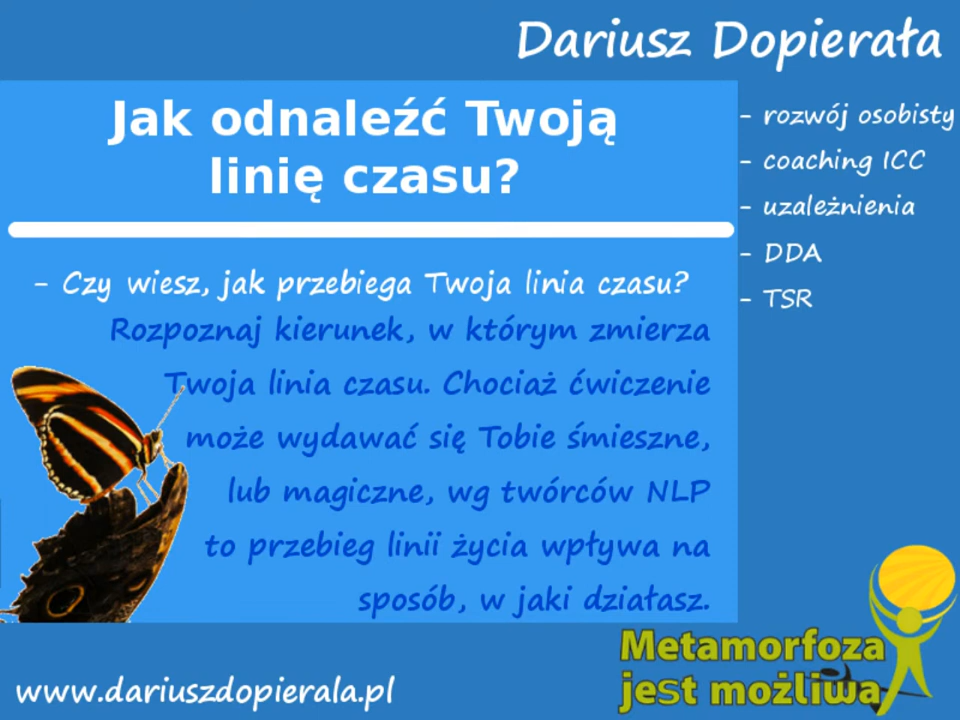 Dariusz Dopierała
Jak odnaleźć Twoją
linię czasu?
- rozwój osobisty
- coaching ICC
- uzależnienia
- DDA
- TSR
- Czy wiesz, jak przebiega Twoja linia czasu?
Rozpoznaj kierunek, w którym zmierza
Twoja linia czasu. Chociaż ćwiczenie
może wydawać się Tobie śmieszne,
lub magiczne, wg twórców NLP
to przebieg linii życia wpływa na
sposób, w jaki działasz.
Metamorfoza
jest możliwa
www.dariuszdopierala.pl